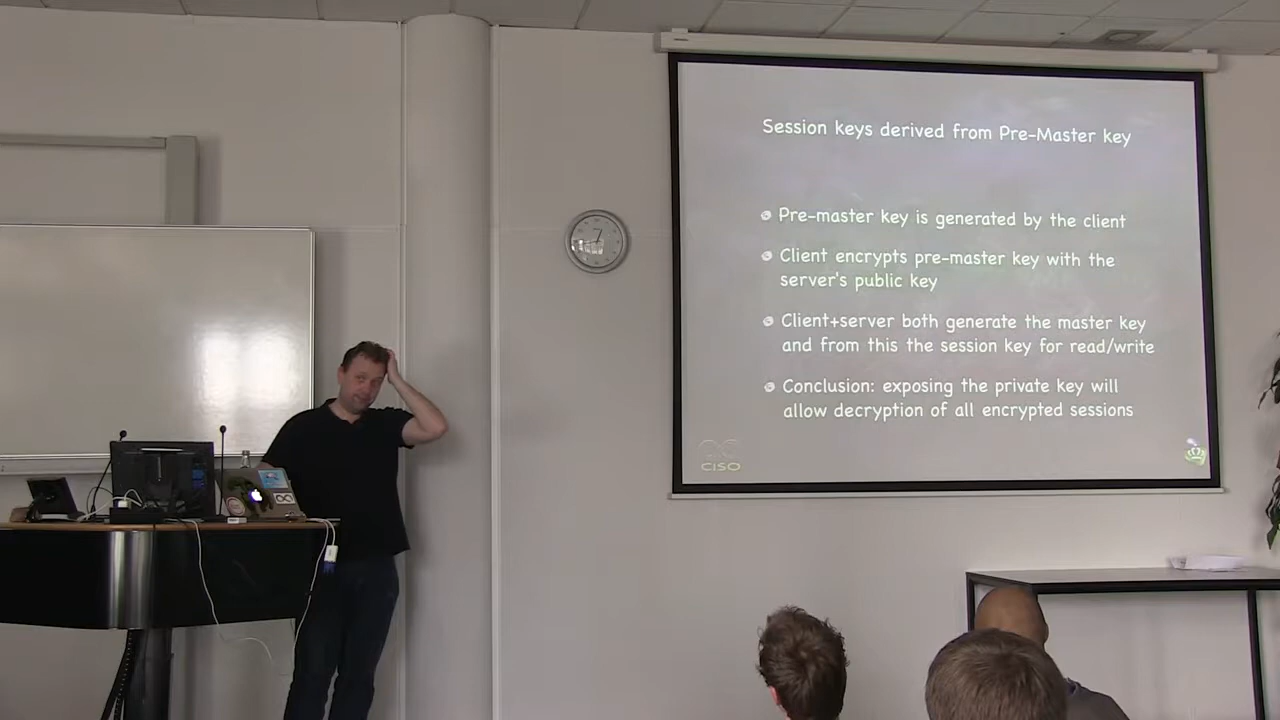 Session keys derived from Pre-Master key
Pre-master key is generated by the client
Client encrypts pre-master key with the
server's public key
Client+server both generate the master key
and from this the session key for read/write
Conclusion: exposing the private key will
allow decryption of all encrypted sessions
CISO